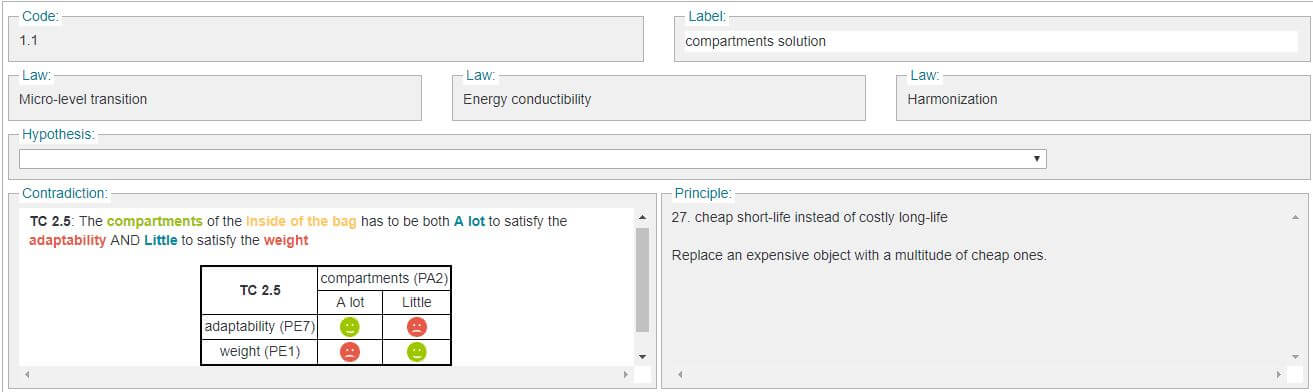 Code:
1.1
Label:
compartments solution
Law:
Micro-level transition
Law:
Energy conductibility
Law:
Harmonization
Hypothesis:
Contradiction:
TC 2.5: The compartments of the Inside of the bag has to be both A lot to satisfy the
adaptability AND Little to satisfy the weight
TC 2.5
compartments (PA2)
A lot Little
adaptability (PE7)
weight (PE1)
Principle:
27. cheap short-life instead of costly long-life
Replace an expensive object with a multitude of cheap ones.